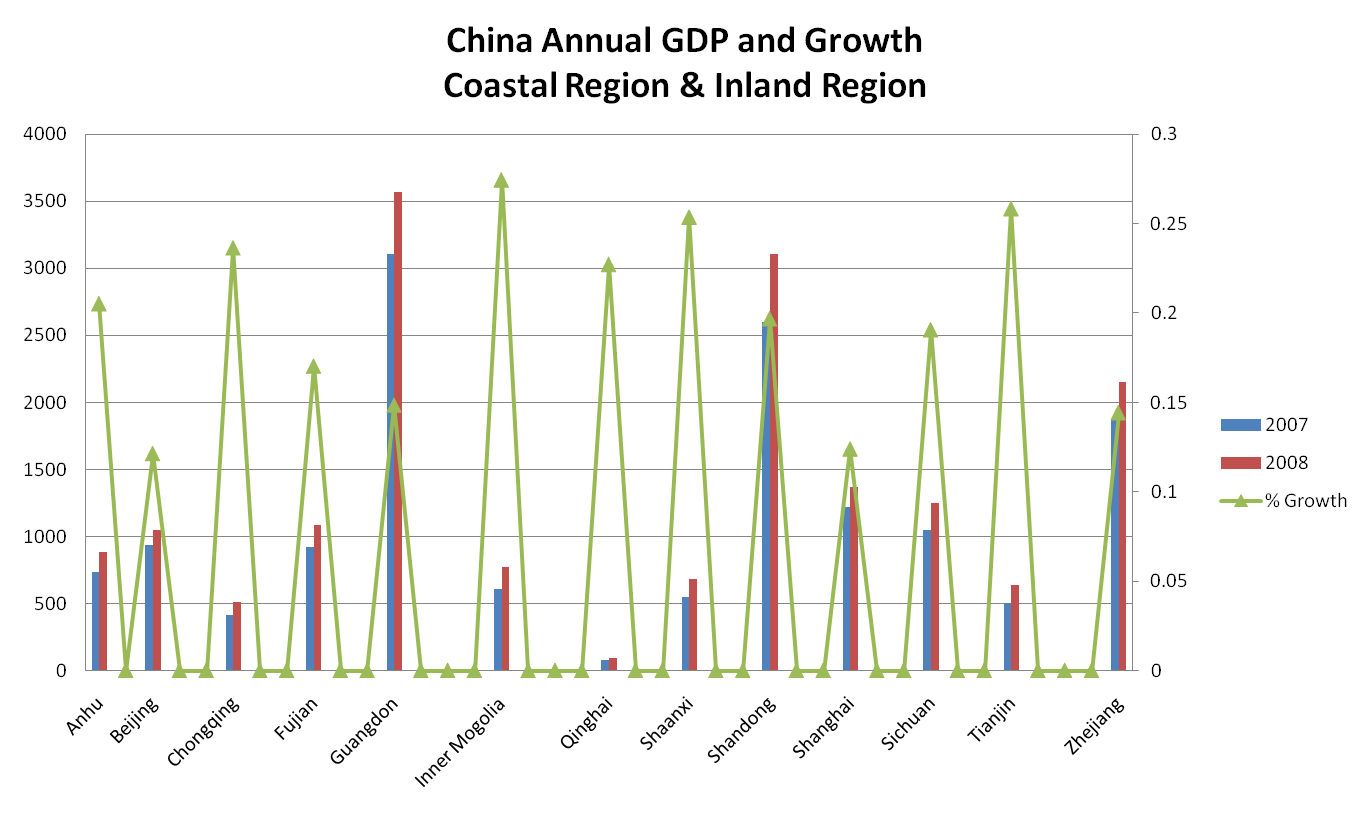 China Annual GDP and Growth
Coastal Region & Inland Region
4000
3500
3000
2500
2000
1500
1000
500
0
0.3
0.25
0.2
0.15
0.1
0.05
0
Anhu
Beijing
Chongqing
Fujian
Guangdon
Inner Mogolia
Qinghai
Shaanxi
Shandong
Shanghai
Sichuan
Tianjin
Zhejiang
2007
2008
% Growth